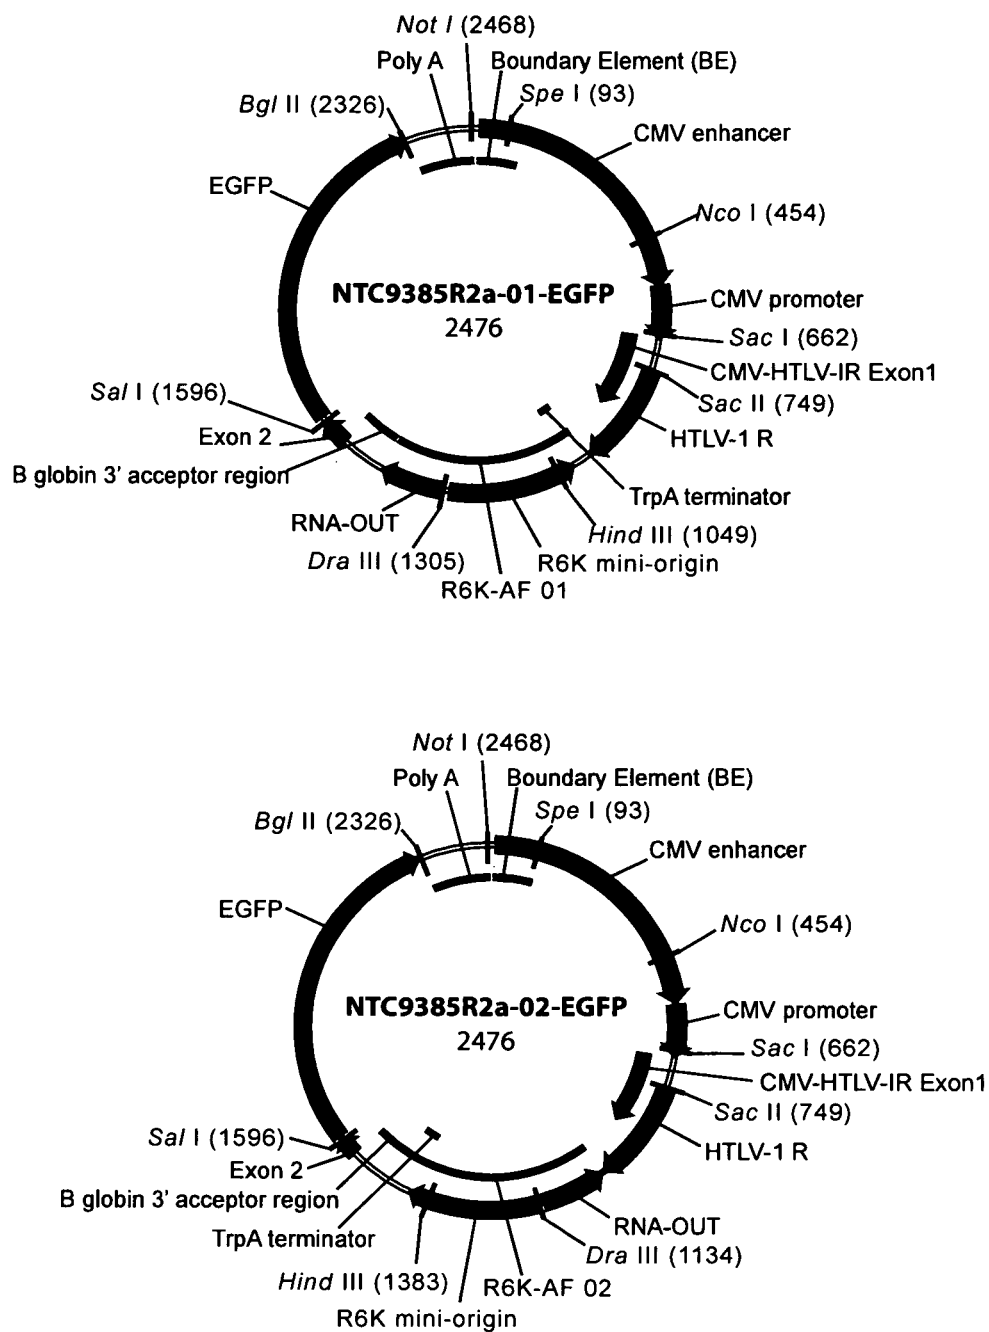 Not I (2468)
Poly A
Boundary Element (BE)
Spe I (93)
Bgl II (2326)
CMV enhancer
EGFP
Nco I (454)
NTC9385R2a-01-EGFP
2476
CMV promoter
Sac I (662)
CMV-HTLV-IR Exon1
Sac II (749)
Sal I (1596)
HTLV-1 R
Exon 2
B globin 3' acceptor region
TrpA terminator
RNA-OUT
Hind III (1049)
Dra III (1305)
R6K mini-origin
R6K-AF 01
Not I (2468)
Poly A
Boundary Element (BE)
Spe I (93)
Bgl II (2326)
CMV enhancer
EGFP
Nco I (454)
NTC9385R2a-02-EGFP
2476
CMV promoter
Sac I (662)
CMV-HTLV-IR Exon1
Sac II (749)
Sal I (1596)
HTLV-1 R
Exon 2
B globin 3' acceptor region
RNA-OUT
TrpA terminator
Dra III (1134)
Hind III (1383)
R6K-AF 02
R6K mini-origin